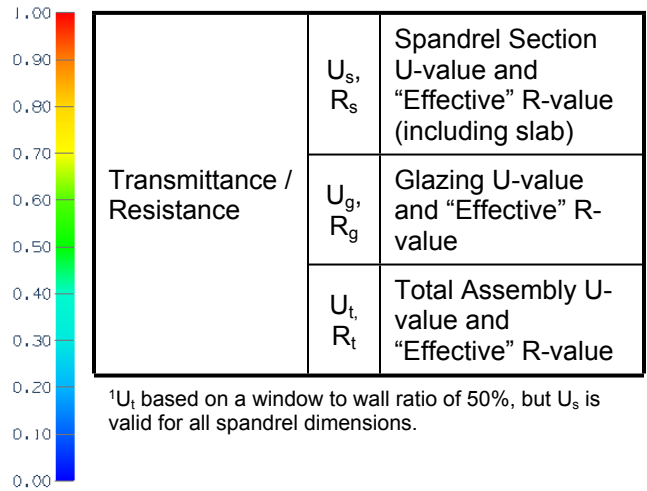 1.00
0.90
0.80
0.70
0.60
0.50
0.40
0.30
0.20
0.10
0.00
Transmittance /
Resistance
Us,
Rs
Spandrel Section
U-value and
“Effective” R-value
(including slab)
Ug,
Rg
Glazing U-value
and “Effective” R-
value
Ut,
Rt
Total Assembly U-
value and
“Effective” R-value
¹Ut based on a window to wall ratio of 50%, but Us is
valid for all spandrel dimensions.